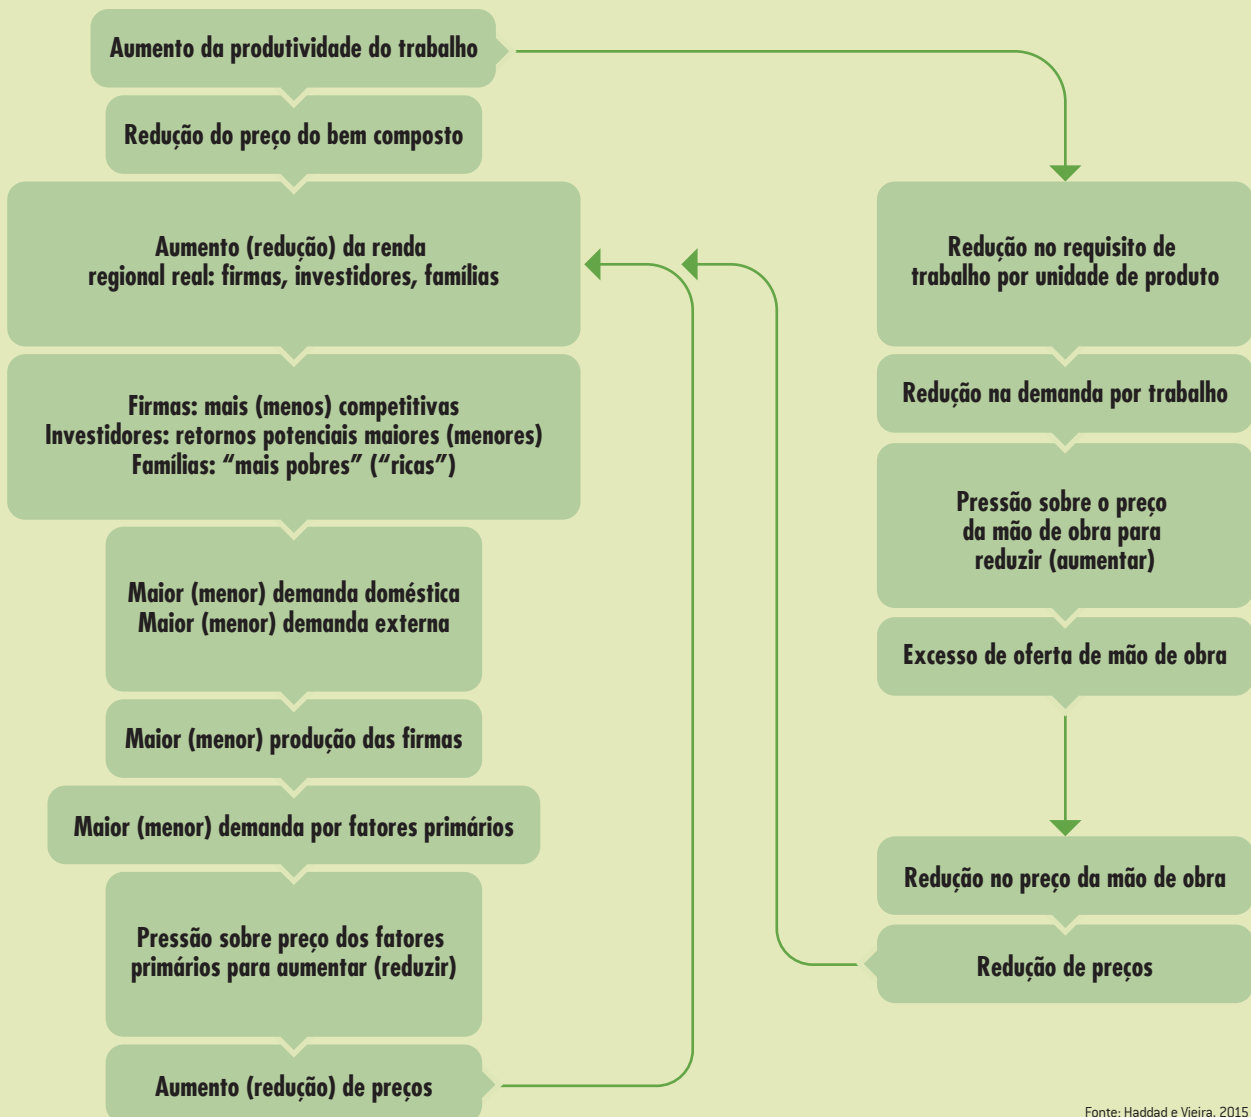 Aumento da produtividade do trabalho
Redução do preço do bem composto
Aumento (redução) da renda
regional real: firmas, investidores, famílias
Firmas: mais (menos) competitivas
Investidores: retornos potenciais maiores (menores)
Famílias: “mais pobres” (“ricas”)
Maior (menor) demanda doméstica
Maior (menor) demanda externa
Maior (menor) produção das firmas
Maior (menor) demanda por fatores primários
Pressão sobre preço dos fatores
primários para aumentar (reduzir)
Aumento (redução) de preços
Redução no requisito de
trabalho por unidade de produto
Redução na demanda por trabalho
Pressão sobre o preço
da mão de obra para
reduzir (aumentar)
Excesso de oferta de mão de obra
Redução no preço da mão de obra
Redução de preços
Fonte: Haddad e Vieira, 2015